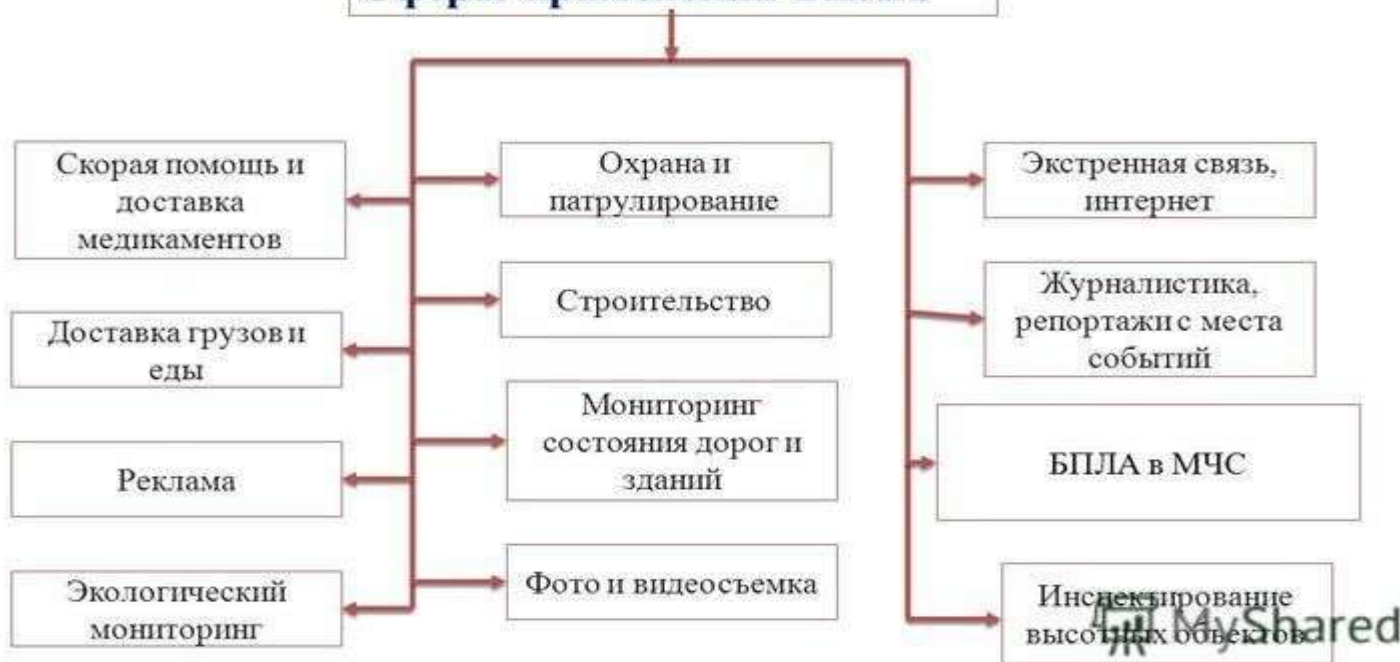 Скорая помощь и
доставка
медикаментов
Доставка грузов и
еды
Реклама
Экологический
мониторинг
Охрана и
патрулирование
Строительство
Мониторинг
состояния дорог и
зданий
Фото и видеосъемка
Экстренная связь,
интернет
Журналистика,
репортажи с места
событий
БПЛА в МЧС
Инспектирование
высотных объектов
MyShared